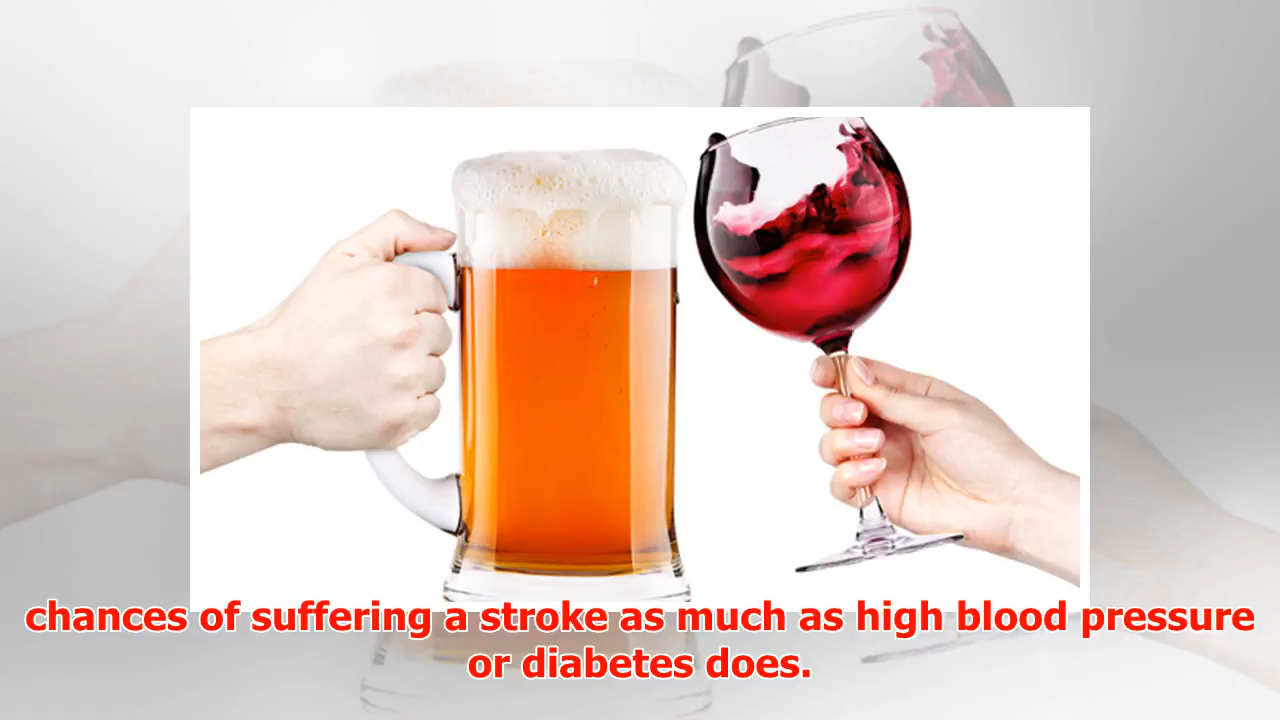 chances of suffering a stroke as much as high blood pressure
or diabetes does.